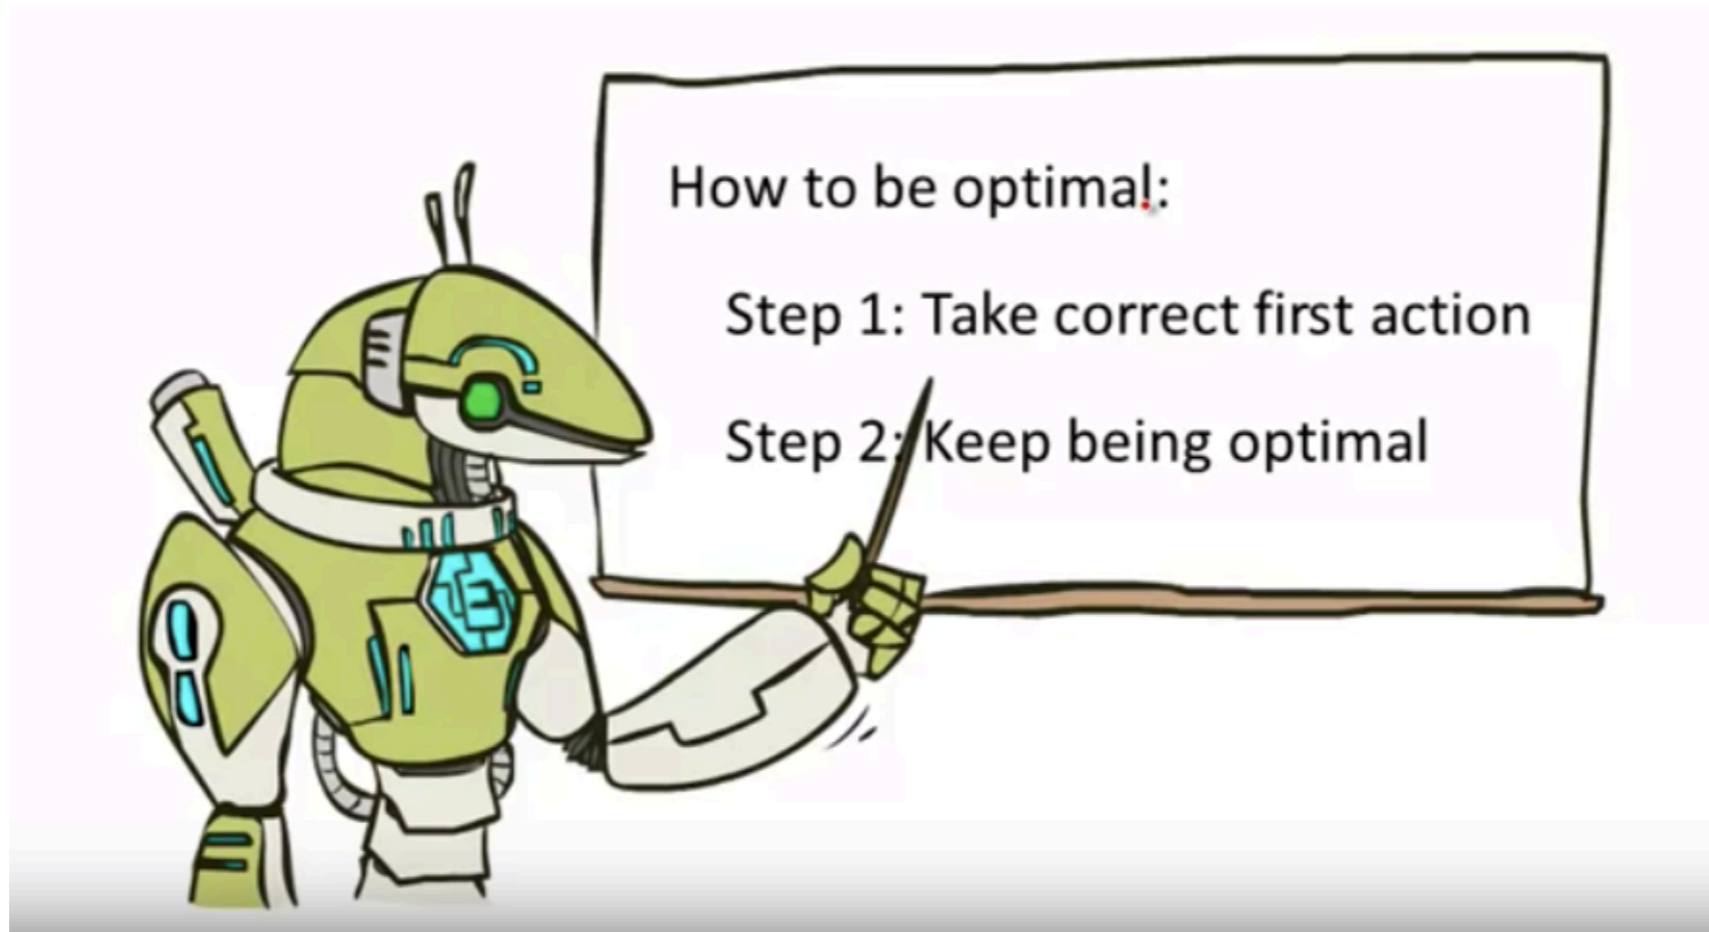 How to be optimal:
Step 1: Take correct first action
Step 2: Keep being optimal